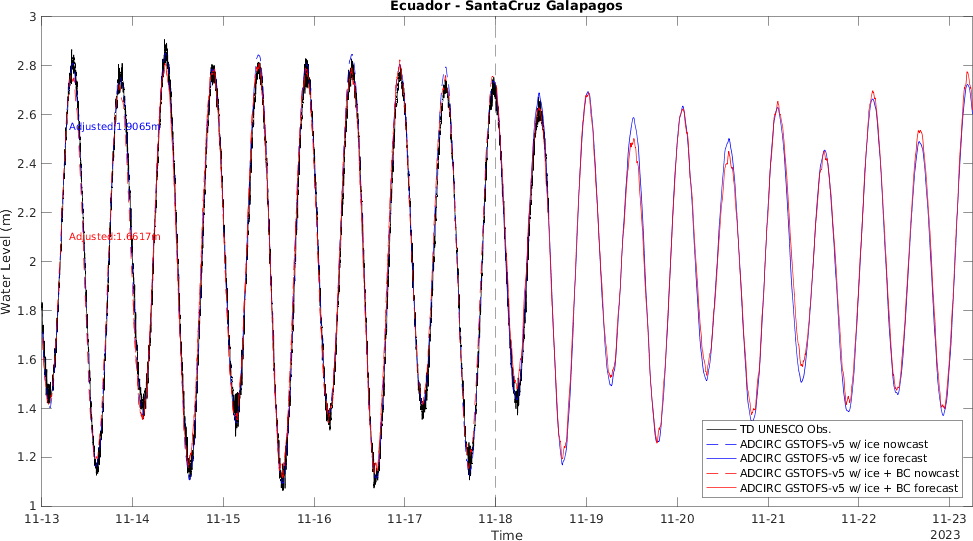 Ecuador - SantaCruz Galapagos
3
2.8
2.6
2.4
2.2
2
1.8
1.6
1.4
1.2
1
Water Level (m)
Adjusted:1.9065m
Adjusted:1.6617m
TD UNESCO Obs.
ADCIRC GSTOFS-v5 w/ ice nowcast
ADCIRC GSTOFS-v5 w/ ice forecast
ADCIRC GSTOFS-v5 w/ ice + BC nowcast
ADCIRC GSTOFS-v5 w/ ice + BC forecast
11-13 11-14 11-15 11-16 11-17 11-18 11-19 11-20 11-21 11-22 11-23
2023
Time